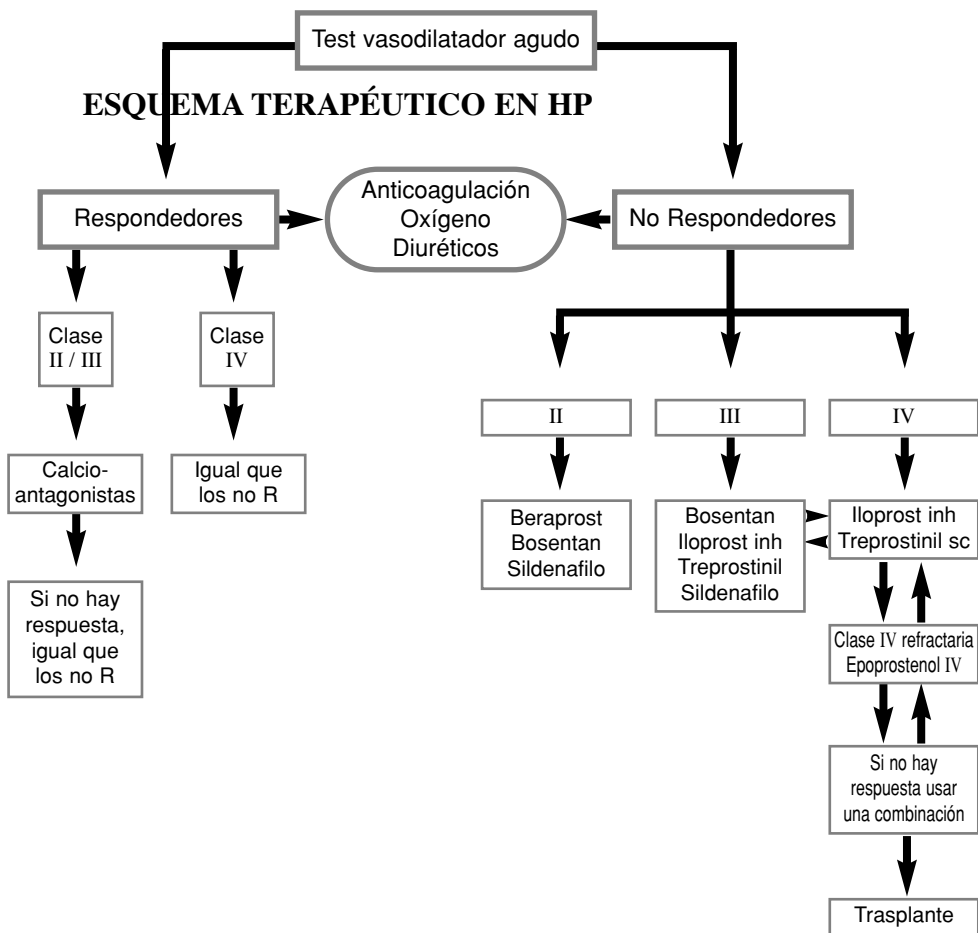 Test vasodilatador agudo
ESQUEMA TERAPÉUTICO EN HP
Respondedores
Anticoagulación
Oxígeno
Diuréticos
No Respondedores
Clase
II / III
Clase
IV
Calcio-
antagonistas
Igual que
los no R
Si no hay
respuesta,
igual que
los no R
II
III
IV
Beraprost
Bosentan
Sildenafilo
Bosentan
Iloprost inh
Treprostinil
Sildenafilo
Iloprost inh
Treprostinil sc
Clase IV refractaria
Epoprostenol IV
Si no hay
respuesta usar
una combinación
Trasplante